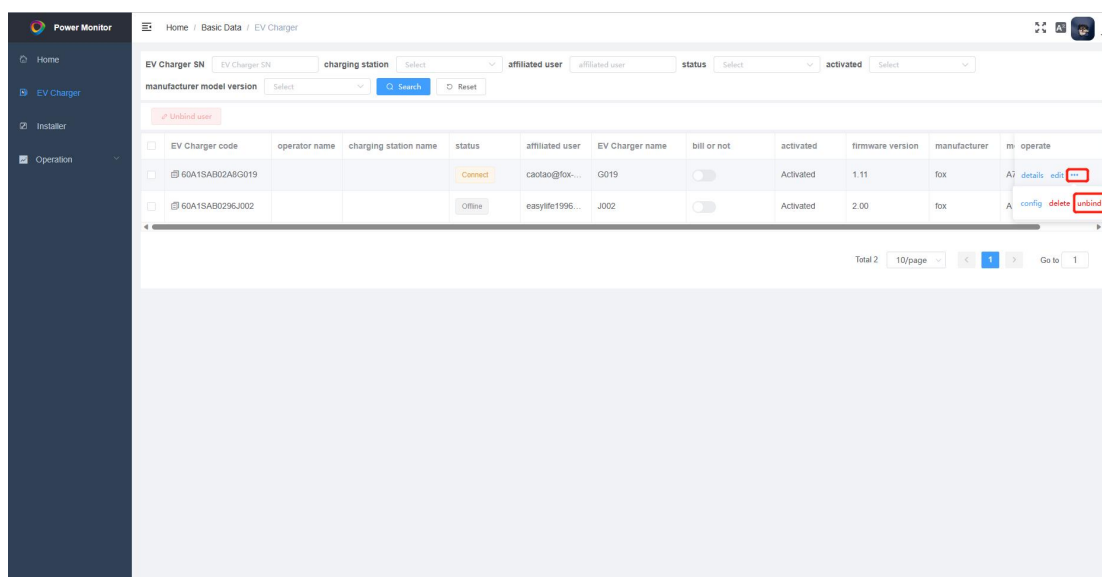 Power Monitor
Home / Basic Data / EV Charger
Home
EV Charger
Installer
Operation
EV Charger SN EV Charger SN charging station Select affiliated user affiliated user status Select activated Select
manufacturer model version Select Search Reset
Unbind user
EV Charger code operator name charging station name status affiliated user EV Charger name bill or not activated firmware version manufacturer m operate
60A1SAB02A8G019 Connect caotao@fox-... G019 Activated 1.11 fox A7 details edit ...
60A1SAB0296J002 Offline easylife1996... J002 Activated 2.00 fox A config delete unbind
Total 2 10/page < 1 > Go to 1